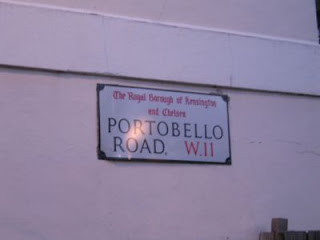 The Royal Borough of Kensington
and Chelsea
PORTOBELLO
ROAD. W.11